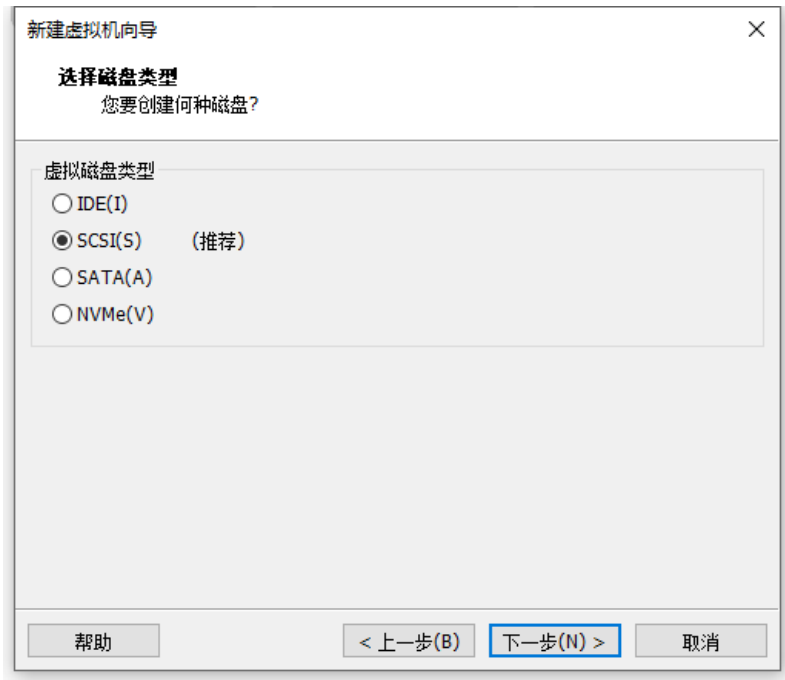 新建虚拟机向导
选择磁盘类型
您要创建何种磁盘?
虚拟磁盘类型
IDE(I)
SCSI(S) (推荐)
SATA(A)
NVMe(V)
帮助 < 上一步(B) 下一步(N) > 取消